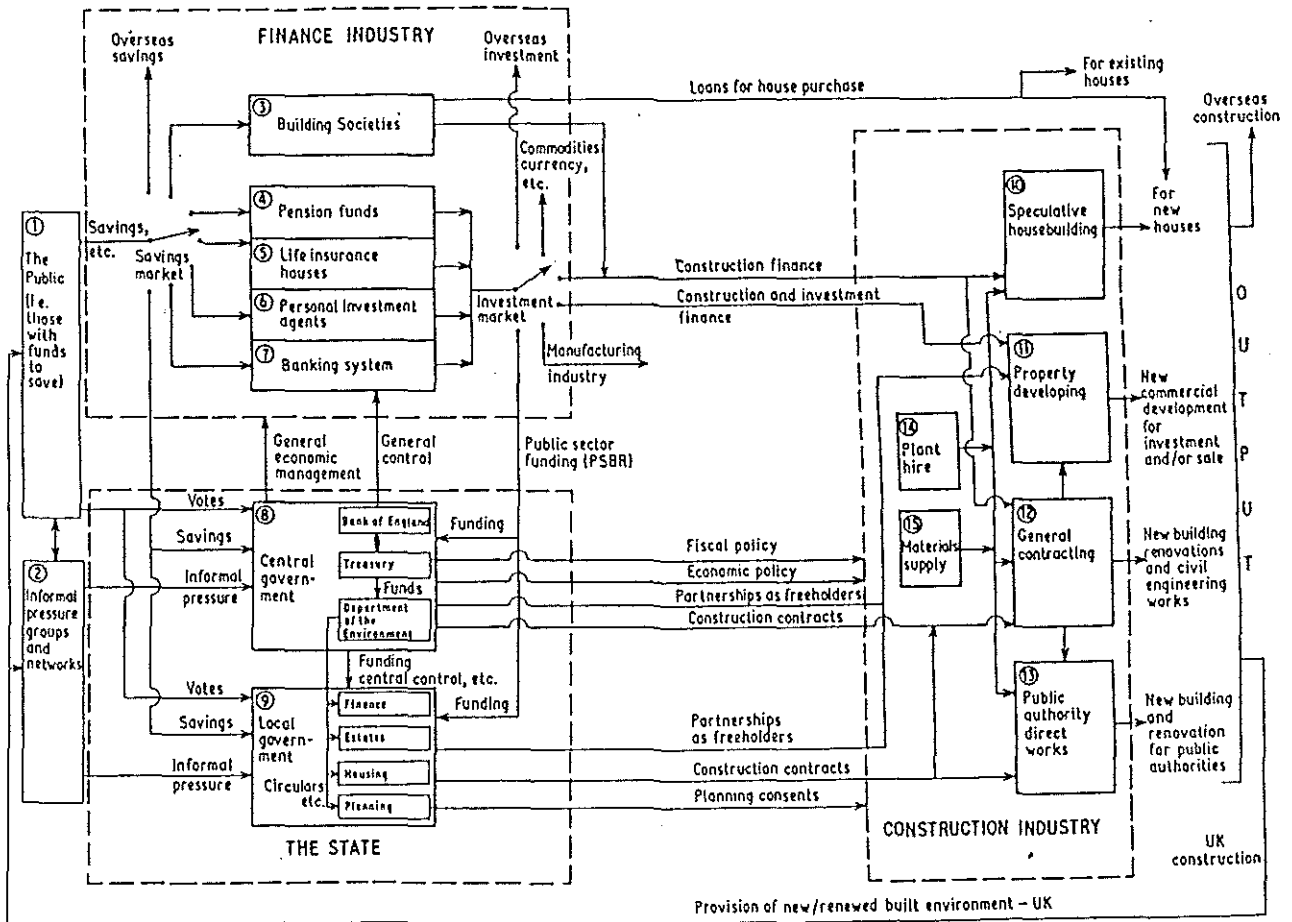 FINANCE INDUSTRY
Overseas
savings
Overseas
investment
Loans for house purchase
For existing
houses
Overseas
construction
③
Building Societies
Commodities
currency,
etc.
①
The
Public
(I.e.
those
with
funds
to
save)
Savings,
etc.
Savings
market
④
Pension funds
⑤
Life insurance
houses
⑥
Personal Investment
agents
⑦
Banking system
Investment
market
Construction finance
Construction and investment
finance
Manufacturing
industry
⑩
Speculative
housebuilding
For
new
houses
⑪
Property
developing
New
commercial
development
for
investment
and/or sale
⑭
Plant
hire
O
U
T
P
U
T
General
economic
management
General
control
Public sector
funding (PSBR)
Votes
Savings
Informal
pressure
②
Informal
pressure
groups
and
networks
⑧
Central
govern-
ment
Bank of England
Treasury
Funds
Department
of the
Environment
Funding
Fiscal policy
Economic policy
Partnerships as freeholders
Construction contracts
⑮
Materials
supply
⑫
General
contracting
New building
renovations
and civil
engineering
works
Funding
central control, etc.
Votes
Savings
Informal
pressure
⑨
Local
govern-
ment
Circulars
etc.
Finance
Estates
Housing
Planning
Funding
Partnerships
as freeholders
Construction contracts
Planning consents
⑬
Public
authority
direct
works
New building
and
renovation
for public
authorities
THE STATE
CONSTRUCTION INDUSTRY
UK
construction
Provision of new/renewed built environment – UK